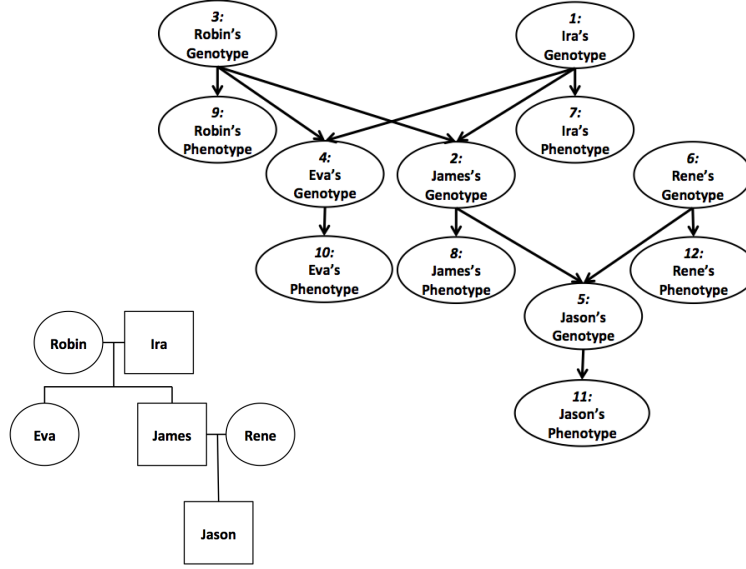 3:
Robin's
Genotype
1:
Ira's
Genotype
9:
Robin's
Phenotype
7:
Ira's
Phenotype
4:
Eva's
Genotype
2:
James's
Genotype
6:
Rene's
Genotype
10:
Eva's
Phenotype
8:
James's
Phenotype
12:
Rene's
Phenotype
5:
Jason's
Genotype
11:
Jason's
Phenotype
Robin
Ira
Eva
James
Rene
Jason